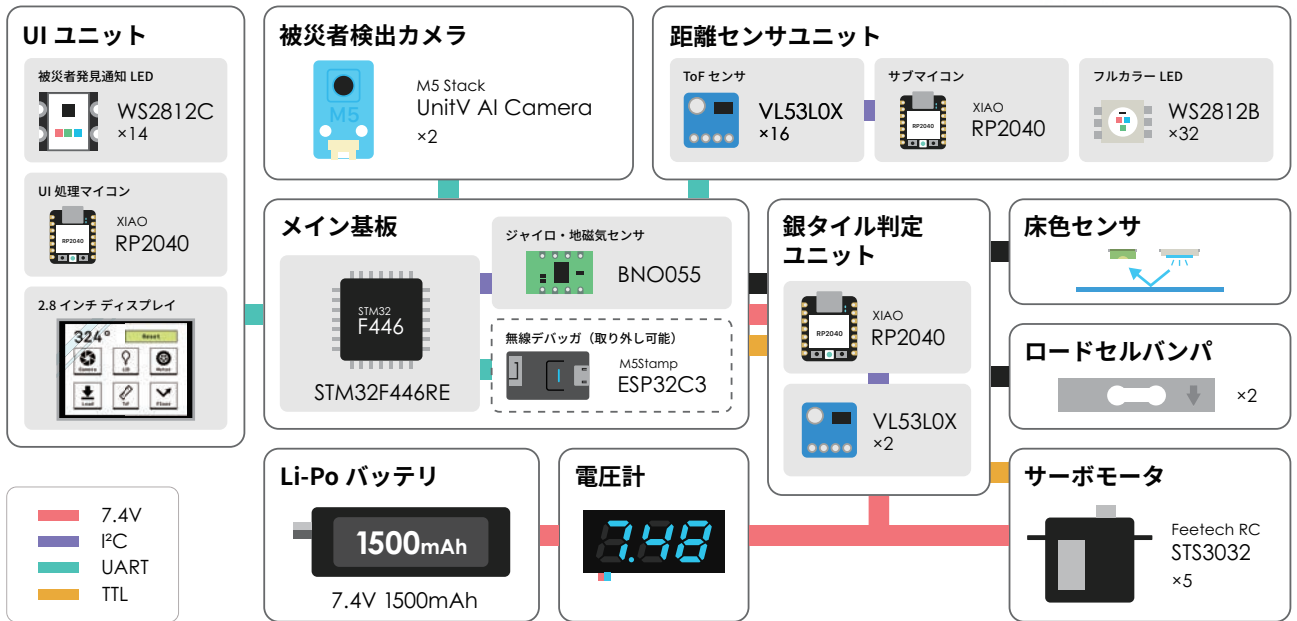 UI ユニット
被災者発見通知 LED
WS2812C
×14
UI 処理マイコン
RP2040
XIAO
RP2040
2.8 インチ ディスプレイ
324°
Reset
Camera
LED
Motor
Load
ToF
Floor
被災者検出カメラ
M5
M5 Stack
UnitV AI Camera
×2
距離センサユニット
ToF センサ
VL53L0X
×16
サブマイコン
RP2040
XIAO
RP2040
フルカラー LED
WS2812B
×32
メイン基板
STM32
F446
STM32F446RE
ジャイロ・地磁気センサ
BNO055
無線デバッガ（取り外し可能）
M5Stamp
ESP32C3
銀タイル判定
ユニット
RP2040
XIAO
RP2040
VL53L0X
×2
床色センサ
ロードセルバンパ
×2
7.4V
I²C
UART
TTL
Li-Po バッテリ
1500mAh
7.4V 1500mAh
電圧計
7.48
サーボモータ
Feetech RC
STS3032
×5